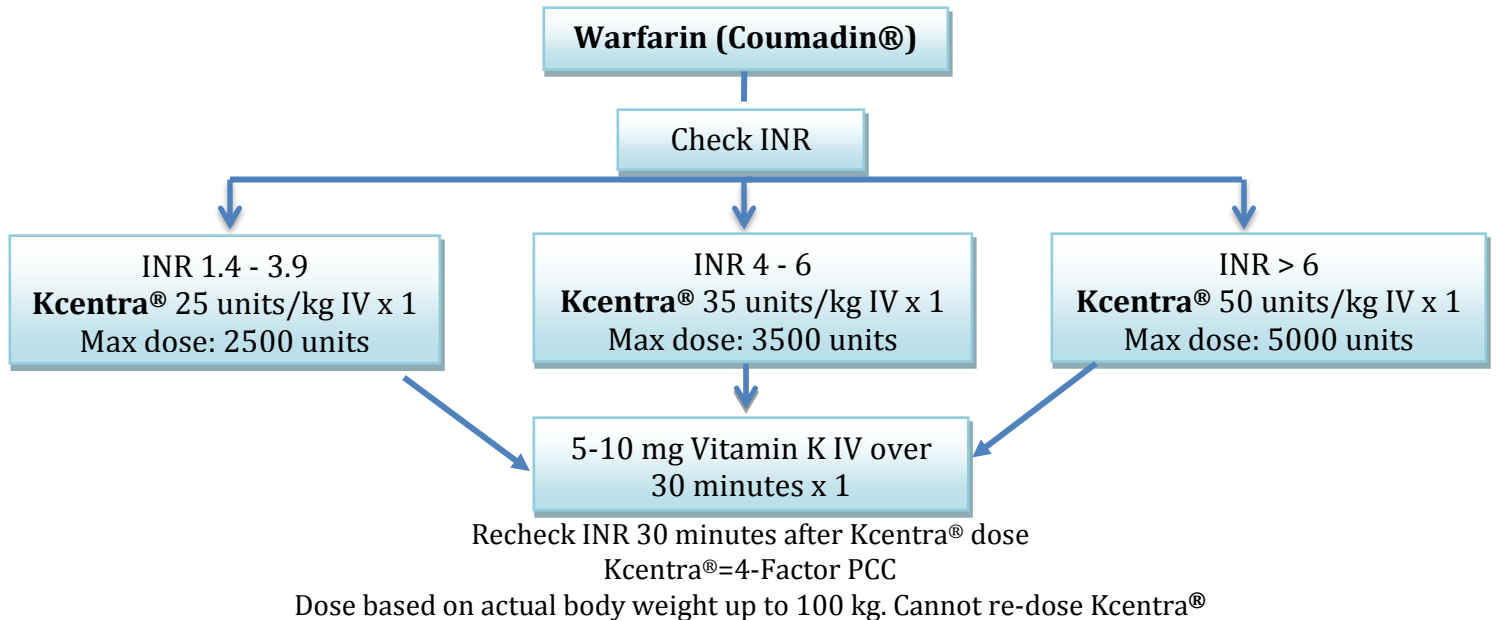 Warfarin (Coumadin®)
Check INR
INR 1.4 - 3.9
Kcentra® 25 units/kg IV x 1
Max dose: 2500 units
INR 4 - 6
Kcentra® 35 units/kg IV x 1
Max dose: 3500 units
INR > 6
Kcentra® 50 units/kg IV x 1
Max dose: 5000 units
5-10 mg Vitamin K IV over
30 minutes x 1
Recheck INR 30 minutes after Kcentra® dose
Kcentra®=4-Factor PCC
Dose based on actual body weight up to 100 kg. Cannot re-dose Kcentra®